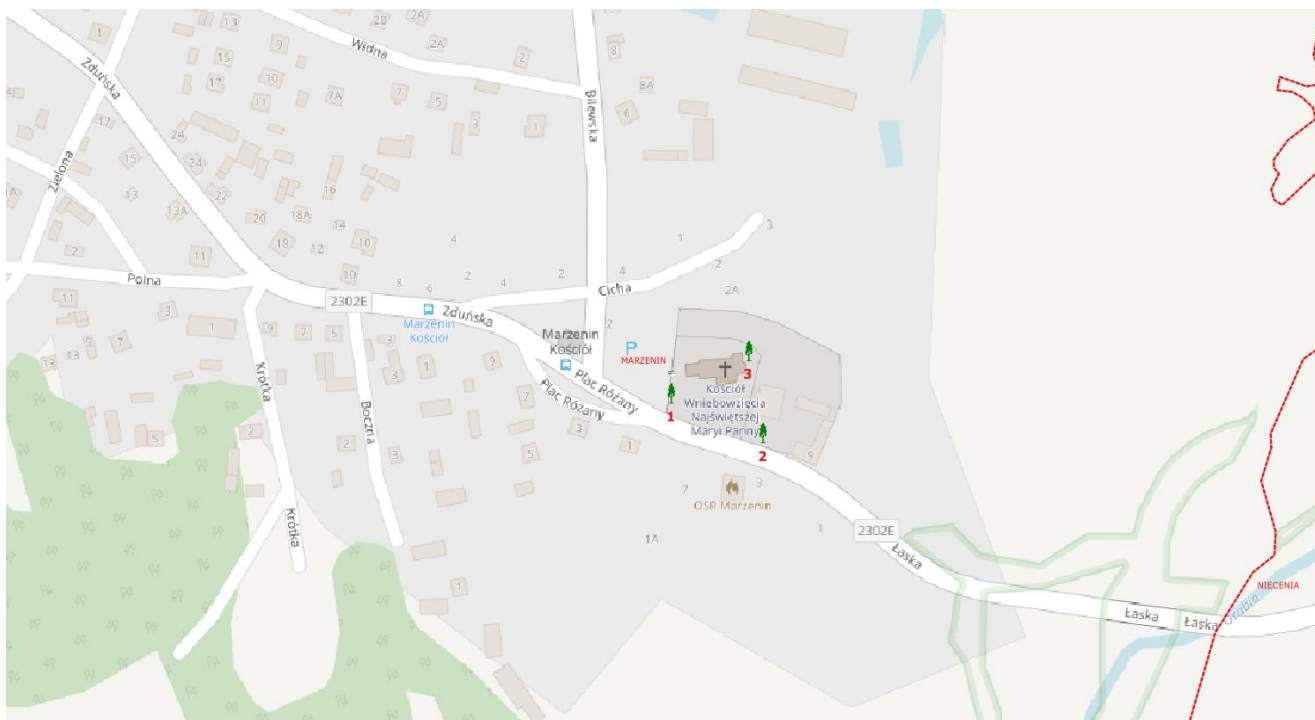 13
2B
2A
1
9
Widna
2A
2
8
15
Zduńska
17
10
7A
7
5
8A
11
3
1
6
Bilewska
17
24
15
24
16
Zielona
1A
13
22
13A
20
18A
14
4
1
3
2
11
18
12
10
2
2
4
2
Polna
10
8
6
4
Cicha
2A
11
3
2302E
Zduńska
Marzenin
Kościół
Marzenin
Kościół
2
P
MARZENIN
1
9
7
5
3
13
13
9
7
Krótka
1
Plac Różany
Plac Różany
3
Kościół
Wniebowzięcia
Najświętszej
Maryi Panny
1
7
Boczna
5
2
2
3
3
1
5
2
9
7
3
OSP Marzenin
1A
1
2302E
Łaska
Krótka
1
NIECENIA
Łaska
Łaska
Grabia